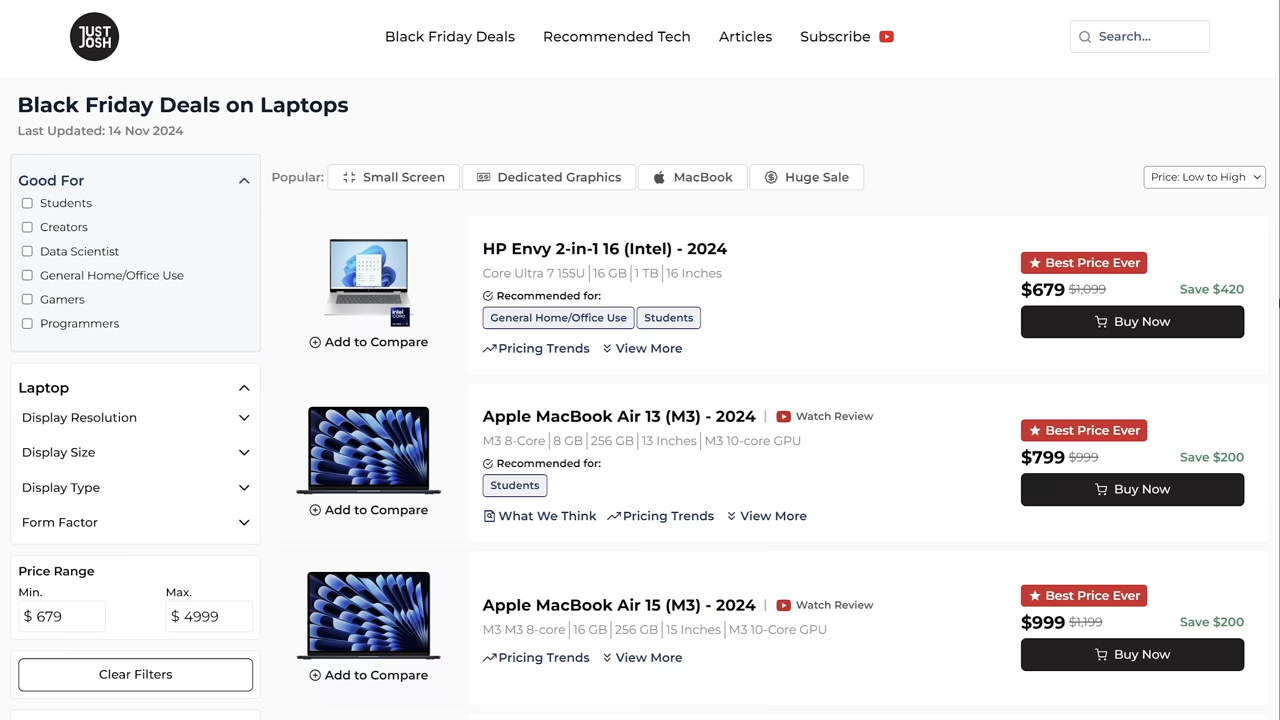 JUST
JOSH
Black Friday Deals
Recommended Tech
Articles
Subscribe
Search...
Black Friday Deals on Laptops
Last Updated: 14 Nov 2024
Good For
Students
Creators
Data Scientist
General Home/Office Use
Gamers
Programmers
Laptop
Display Resolution
Display Size
Display Type
Form Factor
Price Range
Min.
Max.
$ 679
$ 4999
Clear Filters
Popular:
Small Screen
Dedicated Graphics
MacBook
Huge Sale
Price: Low to High
HP Envy 2-in-1 16 (Intel) - 2024
Core Ultra 7 155U 16 GB 1 TB 16 Inches
Recommended for:
General Home/Office Use
Students
Pricing Trends
View More
intel
Add to Compare
Best Price Ever
$679 $1,099
Save $420
Buy Now
Apple MacBook Air 13 (M3) - 2024 | Watch Review
M3 8-Core 8 GB 256 GB 13 Inches M3 10-core GPU
Recommended for:
Students
What We Think
Pricing Trends
View More
Add to Compare
Best Price Ever
$799 $999
Save $200
Buy Now
Apple MacBook Air 15 (M3) - 2024 | Watch Review
M3 M3 8-core 16 GB 256 GB 15 Inches M3 10-Core GPU
Pricing Trends
View More
Add to Compare
Best Price Ever
$999 $1,199
Save $200
Buy Now